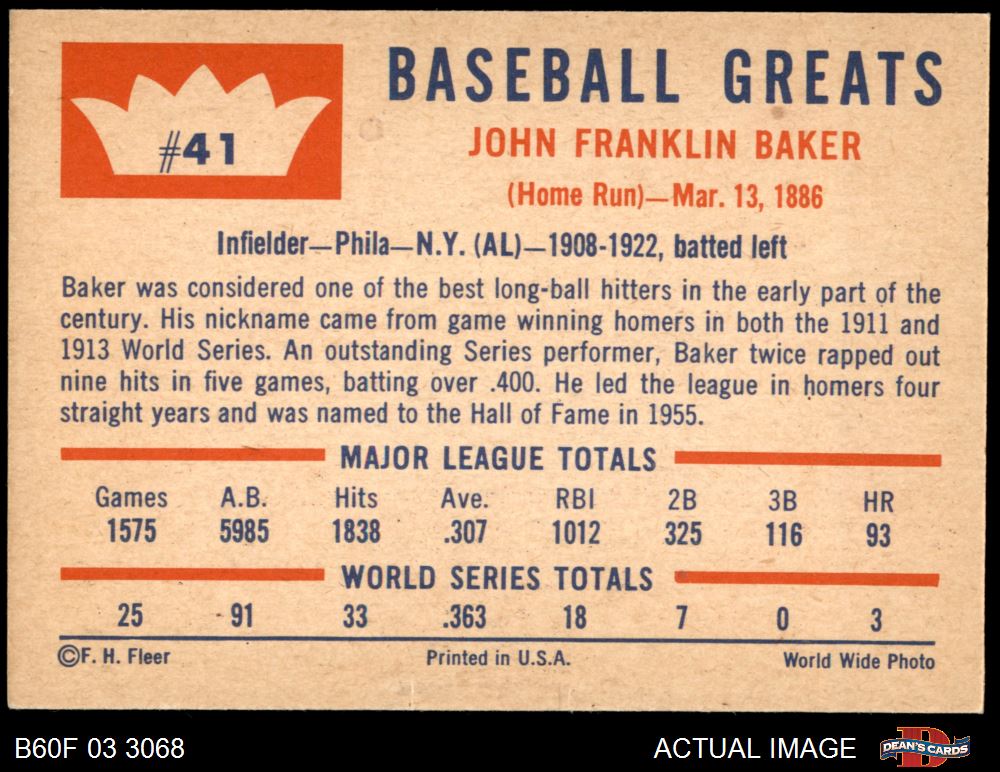 #41
BASEBALL GREATS
JOHN FRANKLIN BAKER
(Home Run)—Mar. 13, 1886
Infielder—Phila—N.Y. (AL)—1908-1922, batted left
Baker was considered one of the best long-ball hitters in the early part of the
century. His nickname came from game winning homers in both the 1911 and
1913 World Series. An outstanding Series performer, Baker twice rapped out
nine hits in five games, batting over .400. He led the league in homers four
straight years and was named to the Hall of Fame in 1955.
MAJOR LEAGUE TOTALS
Games A.B. Hits Ave. RBI 2B 3B HR
1575 5985 1838 .307 1012 325 116 93
WORLD SERIES TOTALS
25 91 33 .363 18 7 0 3
©F. H. Fleer Printed in U.S.A. World Wide Photo
B60F 03 3068 ACTUAL IMAGE D DEAN'S CARDS